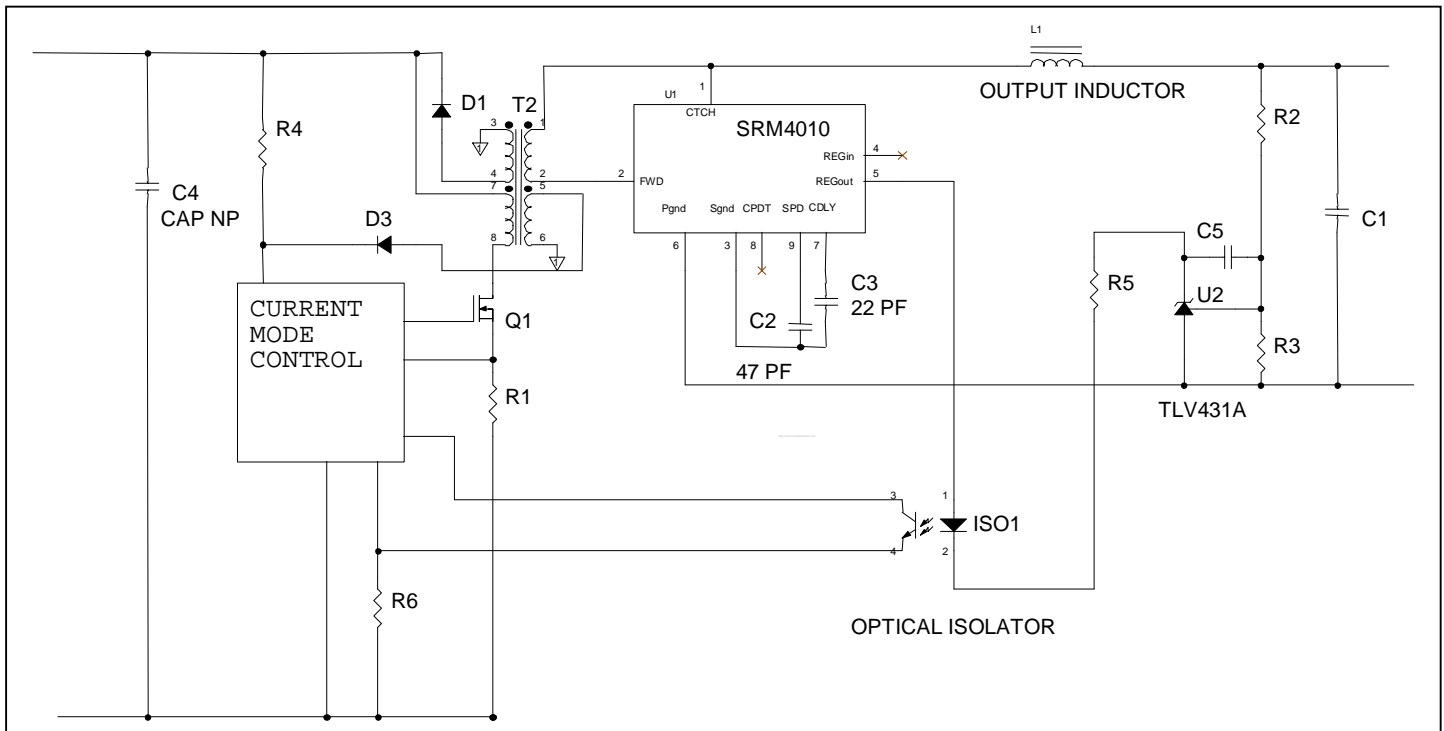 L1
OUTPUT INDUCTOR
D1
T2
U1
1
CTCH
SRM4010
R2
R4
3
1
1
REGin
4
C4
CAP NP
4
2
2
FWD
REGout
5
7
5
Pgnd
Sgnd
CPDT
SPD
CDLY
C1
D3
8
6
1
6
3
8
9
7
C5
R5
C3
22 PF
U2
CURRENT
MODE
CONTROL
Q1
C2
R3
47 PF
R1
TLV431A
3
1
ISO1
4
2
R6
OPTICAL ISOLATOR